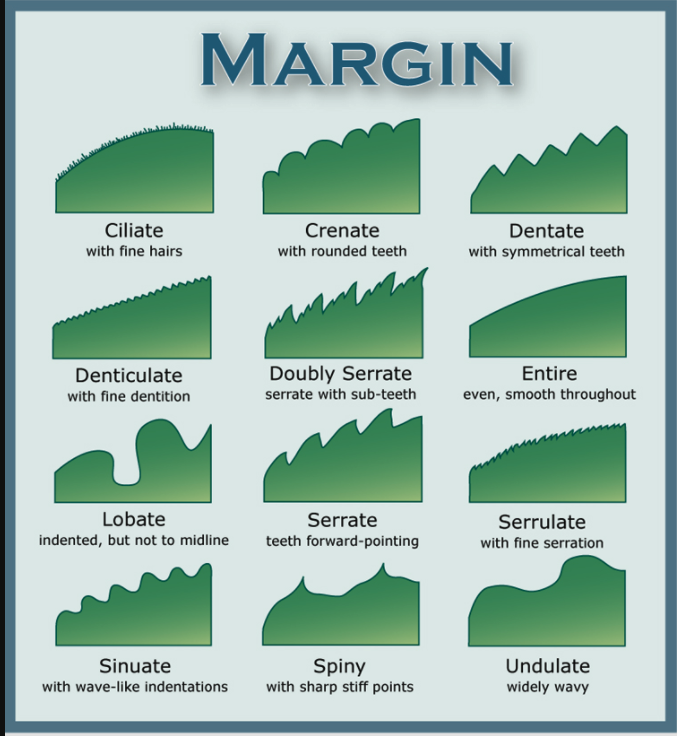 MARGIN
Ciliate
with fine hairs
Crenate
with rounded teeth
Dentate
with symmetrical teeth
Denticulate
with fine dentition
Doubly Serrate
serrate with sub-teeth
Entire
even, smooth throughout
Lobate
indented, but not to midline
Serrate
teeth forward-pointing
Serrulate
with fine serration
Sinuate
with wave-like indentations
Spiny
with sharp stiff points
Undulate
widely wavy